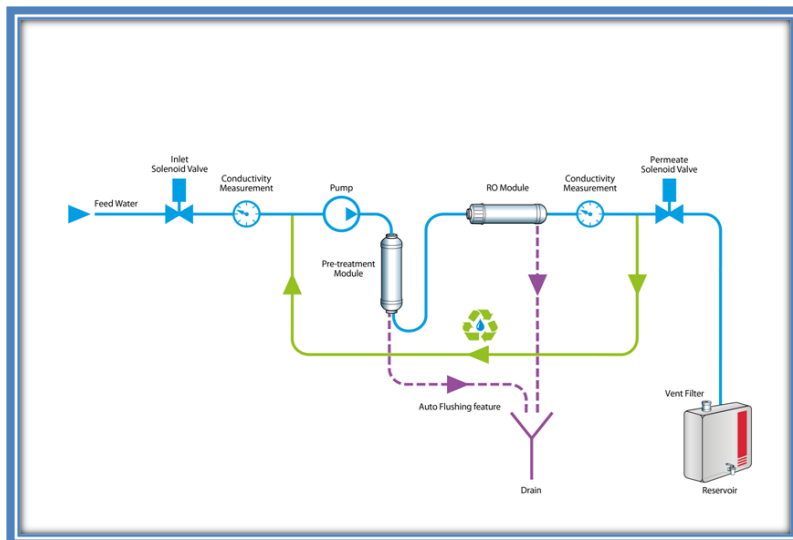 Inlet
Solenoid Valve
Conductivity
Measurement
Pump
RO Module
Conductivity
Measurement
Permeate
Solenoid Valve
Feed Water
Pre-treatment
Module
Auto Flushing feature
Vent Filter
Drain
Reservoir